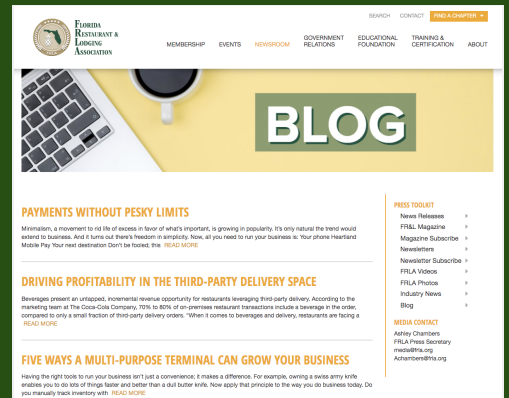 SEARCH CONTACT FIND A CHAPTER
FLORIDA
RESTAURANT &
LODGING
ASSOCIATION
MEMBERSHIP EVENTS NEWSROOM GOVERNMENT RELATIONS EDUCATIONAL FOUNDATION TRAINING & CERTIFICATION ABOUT
BLOG
PAYMENTS WITHOUT PESKY LIMITS
Minimalism, a movement to rid life of excess in favor of what's important, is growing in popularity. It's only natural the trend would
extend to business. And it turns out there's freedom in simplicity. Now, all you need to run your business is: Your phone Heartland
Mobile Pay Your next destination Don't be fooled; this READ MORE
DRIVING PROFITABILITY IN THE THIRD-PARTY DELIVERY SPACE
Beverages present an untapped, incremental revenue opportunity for restaurants leveraging third-party delivery. According to the
marketing team at The Coca-Cola Company, 70% to 80% of on-premises restaurant transactions include a beverage in the order,
compared to only a small fraction of third-party delivery orders. "When it comes to beverages and delivery, restaurants are facing a
READ MORE
FIVE WAYS A MULTI-PURPOSE TERMINAL CAN GROW YOUR BUSINESS
Having the right tools to run your business isn't just a convenience; it makes a difference. For example, owning a swiss army knife
enables you to do lots of things faster and better than a dull butter knife. Now apply that principle to the way you do business today. Do
you manually track inventory with READ MORE
PRESS TOOLKIT
News Releases
FR&L Magazine
Magazine Subscribe
Newsletters
Newsletter Subscribe
FRLA Videos
FRLA Photos
Industry News
Blog
MEDIA CONTACT
Ashley Chambers
FRLA Press Secretary
media@frla.org
Achambers@frla.org